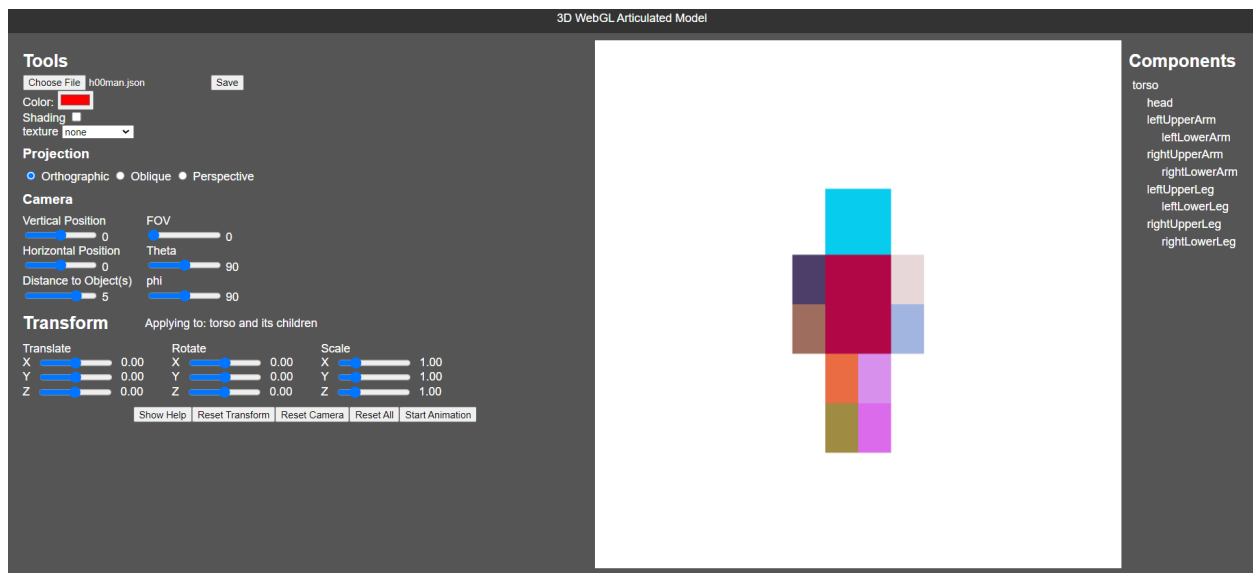 3D WebGL Articulated Model
Tools
Choose File h00man.json Save
Color:
Shading
texture none
Projection
Orthographic Oblique Perspective
Camera
Vertical Position FOV
0 0
Horizontal Position Theta
0 90
Distance to Object(s) phi
5 90
Transform Applying to: torso and its children
Translate Rotate Scale
X 0.00 X 0.00 X 1.00
Y 0.00 Y 0.00 Y 1.00
Z 0.00 Z 0.00 Z 1.00
Show Help Reset Transform Reset Camera Reset All Start Animation
Components
torso
head
leftUpperArm
leftLowerArm
rightUpperArm
rightLowerArm
leftUpperLeg
leftLowerLeg
rightUpperLeg
rightLowerLeg